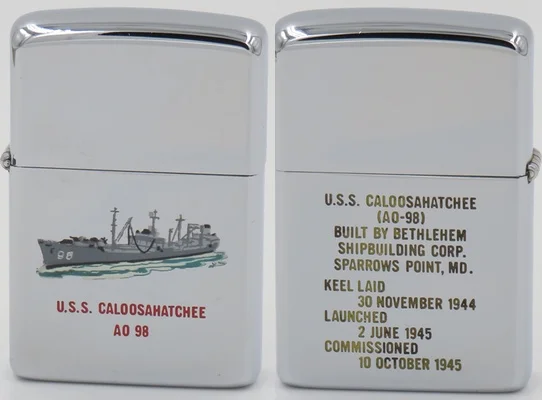 98
U.S.S. CALOOSAHATCHEE
AO 98
U.S.S. CALOOSAHATCHEE
(AO-98)
BUILT BY BETHLEHEM
SHIPBUILDING CORP.
SPARROWS POINT, MD.
KEEL LAID
30 NOVEMBER 1944
LAUNCHED
2 JUNE 1945
COMMISSIONED
10 OCTOBER 1945